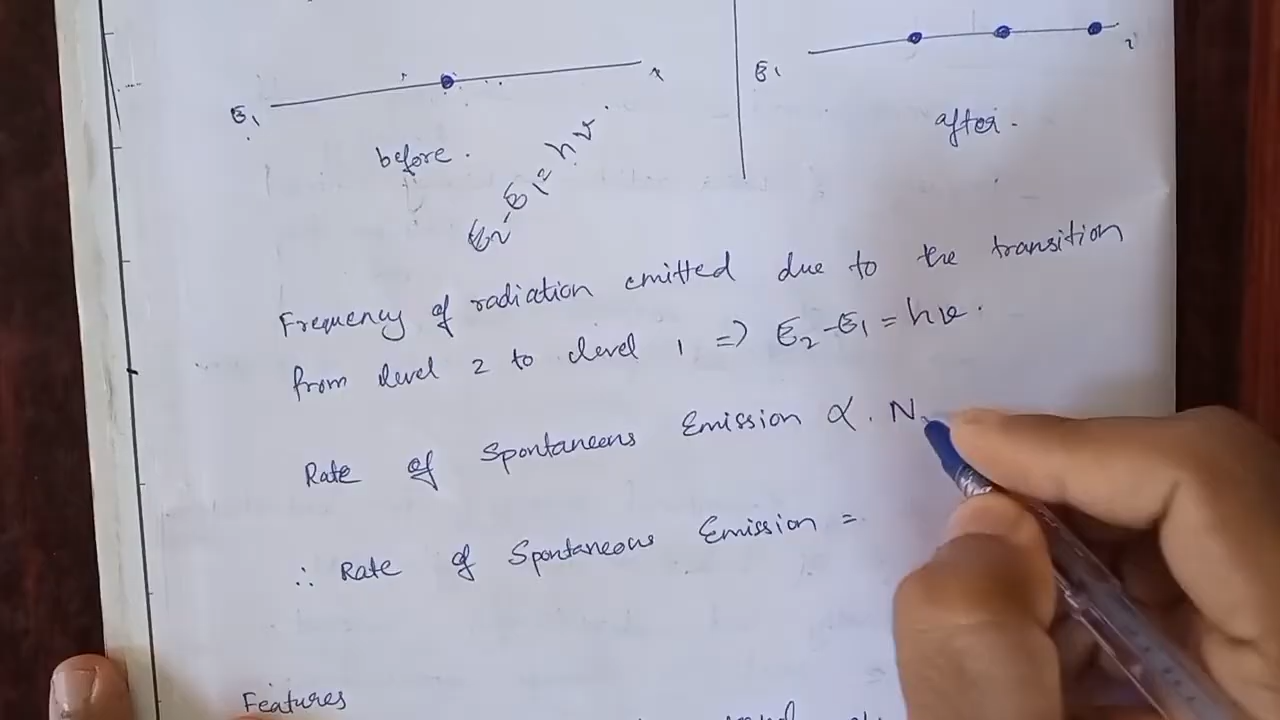 E₁
before.
E₂-E₁=hν
E₁
after.
Frequency of radiation emitted due to the transition
from level 2 to level 1 => E₂-E₁=hν.
Rate of Spontaneous Emission ∝. N
∴ Rate of Spontaneous Emission =
Features